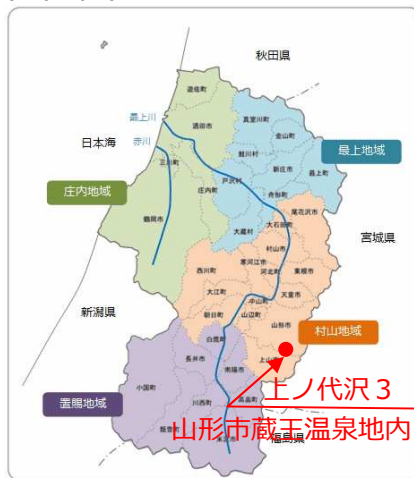 秋田県
遊佐町
最上川
酒田市
真室川町
金山町
日本海
赤川
鮭川村
最上地域
新庄市
最上町
三川町
戸沢村
舟形町
庄内地域
庄内町
尾花沢市
大蔵村
大石田町
鶴岡市
宮城県
村山市
寒河江市
西川町
河北町
東根市
大江町
天童市
新潟県
中山町
朝日町
山辺町
山形市
村山地域
白鷹町
上山市
長井市
南陽市
小国町
上ノ代沢3
置賜地域
川西町
高畠町
飯豊町
山形市蔵王温泉地内
福島県
米沢市